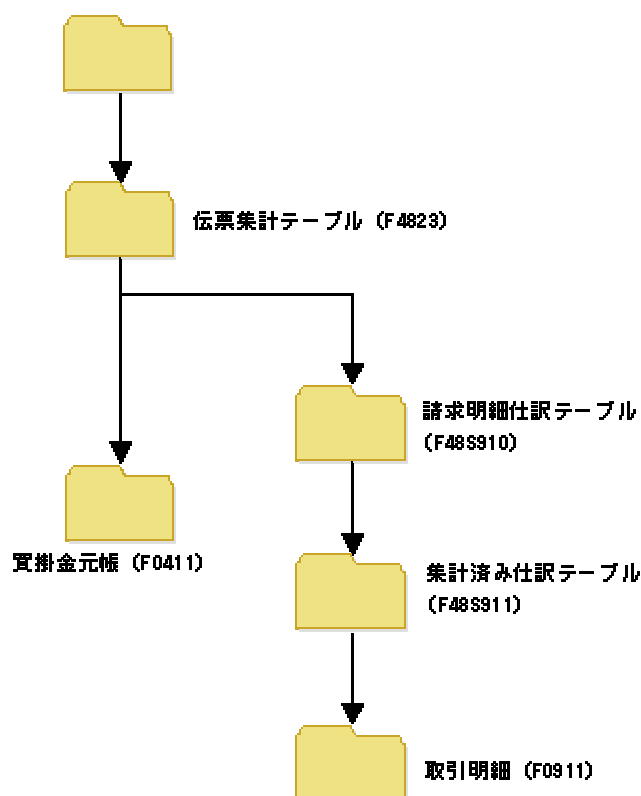 伝票集計テーブル (F4823)
請求明細仕訳テーブル
(F48S910)
買掛金元帳 (F0411)
集計済み仕訳テーブル
(F48S911)
取引明細 (F0911)